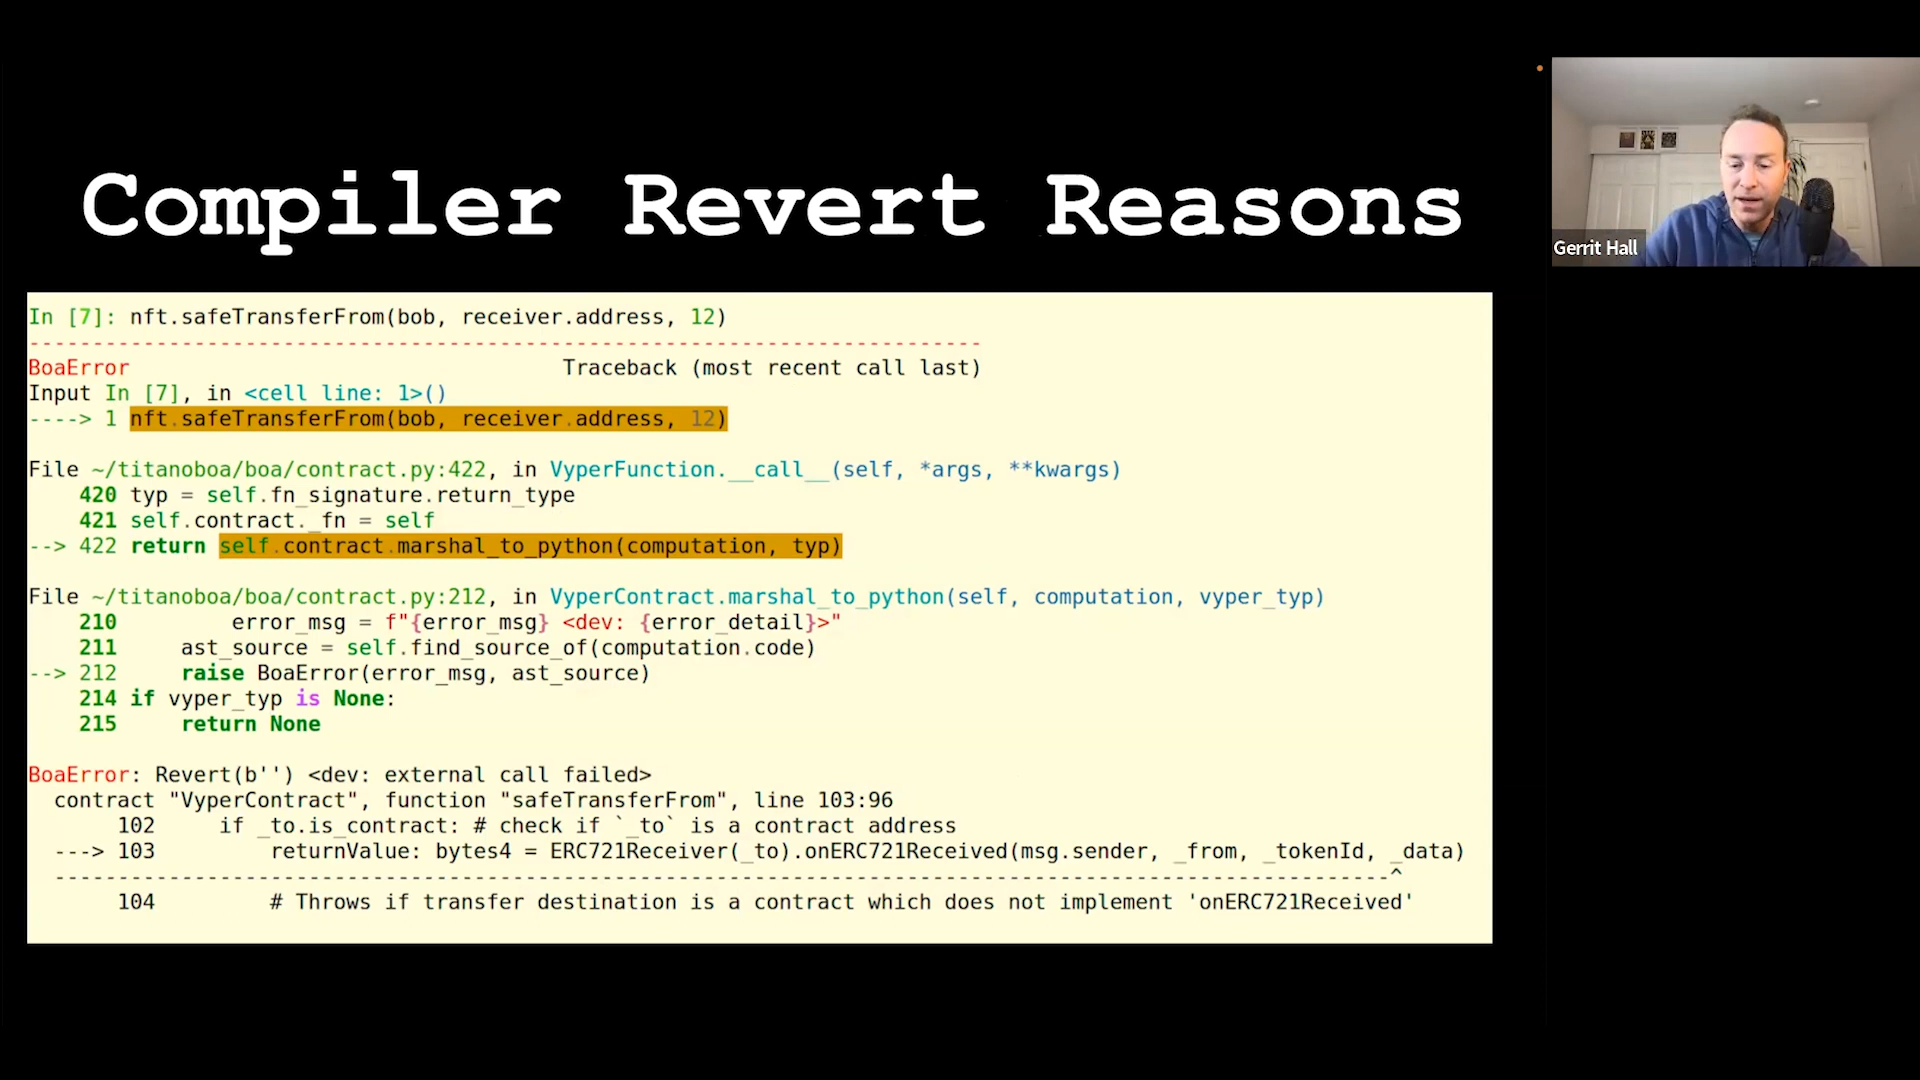 Compiler Revert Reasons
Gerrit Hall
In [7]: nft.safeTransferFrom(bob, receiver.address, 12)
---------------------------------------------------------------------------
BoaError                                  Traceback (most recent call last)
Input In [7], in <cell line: 1>()
----> 1 nft.safeTransferFrom(bob, receiver.address, 12)
File ~/titanoboa/boa/contract.py:422, in VyperFunction.__call__(self, *args, **kwargs)
    420 typ = self.fn_signature.return_type
    421 self.contract._fn = self
--> 422 return self.contract.marshal_to_python(computation, typ)
File ~/titanoboa/boa/contract.py:212, in VyperContract.marshal_to_python(self, computation, vyper_typ)
    210         error_msg = f"{error_msg} <dev: {error_detail}>"
    211     ast_source = self.find_source_of(computation.code)
--> 212     raise BoaError(error_msg, ast_source)
    214 if vyper_typ is None:
    215     return None
BoaError: Revert(b'') <dev: external call failed>
  contract "VyperContract", function "safeTransferFrom", line 103:96
       102     if _to.is_contract: # check if `_to` is a contract address
  ---> 103         returnValue: bytes4 = ERC721Receiver(_to).onERC721Received(msg.sender, _from, _tokenId, _data)
  ---------------------------------------------------------------------------------------------------------^
       104         # Throws if transfer destination is a contract which does not implement 'onERC721Received'